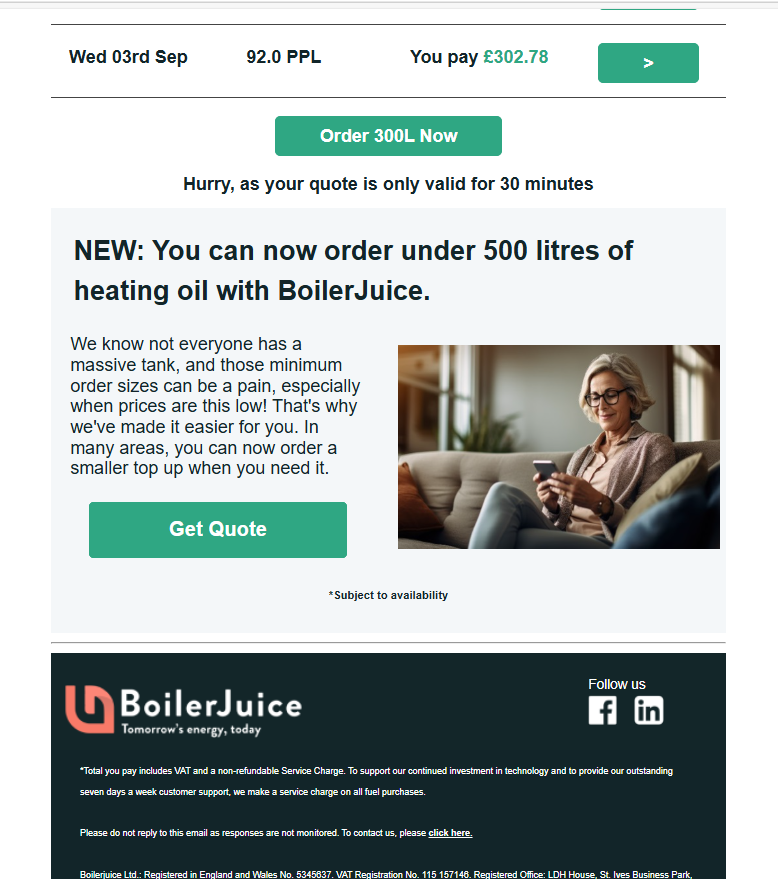 Wed 03rd Sep 92.0 PPL You pay £302.78 >
Order 300L Now
Hurry, as your quote is only valid for 30 minutes
NEW: You can now order under 500 litres of
heating oil with BoilerJuice.
We know not everyone has a
massive tank, and those minimum
order sizes can be a pain, especially
when prices are this low! That's why
we've made it easier for you. In
many areas, you can now order a
smaller top up when you need it.
Get Quote
*Subject to availability
BoilerJuice
Tomorrow's energy, today
Follow us
*Total you pay includes VAT and a non-refundable Service Charge. To support our continued investment in technology and to provide our outstanding
seven days a week customer support, we make a service charge on all fuel purchases.
Please do not reply to this email as responses are not monitored. To contact us, please click here.
Boilerjuice Ltd.: Registered in England and Wales No. 5345637. VAT Registration No. 115 157146. Registered Office: LDH House, St. Ives Business Park,